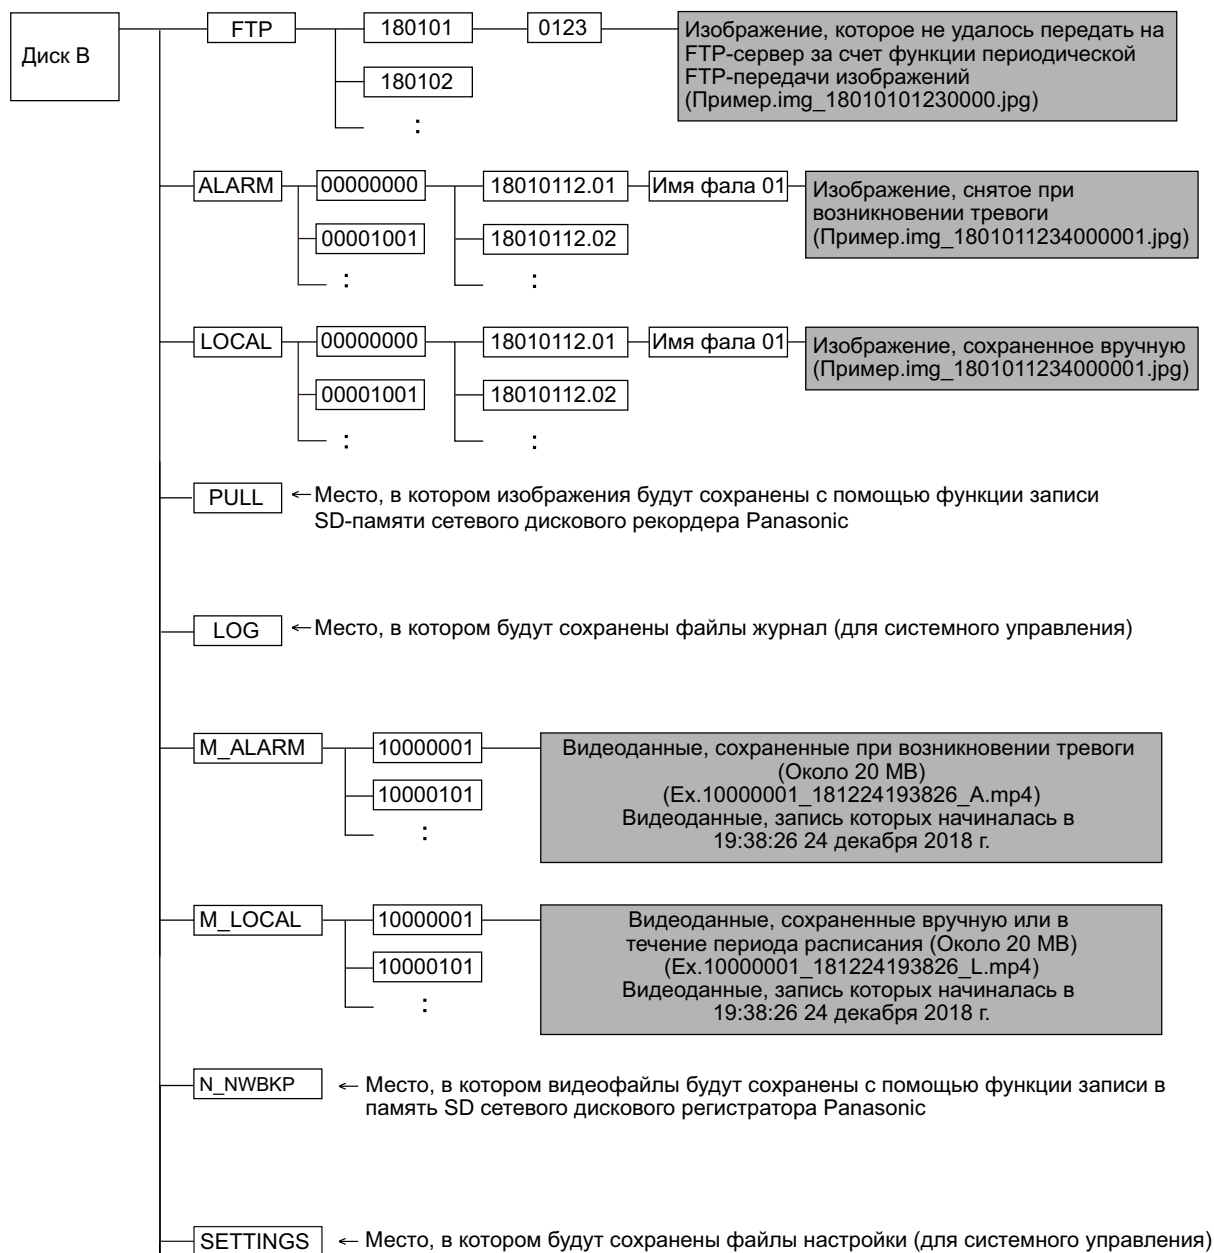 Диск B
FTP
180101
0123
Изображение, которое не удалось передать на
FTP-сервер за счет функции периодической
FTP-передачи изображений
(Пример.img_18010101230000.jpg)
180102
:
ALARM
00000000
18010112.01
Имя фала 01
Изображение, снятое при
возникновении тревоги
(Пример.img_1801011234000001.jpg)
00001001
18010112.02
:
:
LOCAL
00000000
18010112.01
Имя фала 01
Изображение, сохраненное вручную
(Пример.img_1801011234000001.jpg)
00001001
18010112.02
:
:
PULL
←Место, в котором изображения будут сохранены с помощью функции записи
SD-памяти сетевого дискового рекордера Panasonic
LOG
←Место, в котором будут сохранены файлы журнал (для системного управления)
M_ALARM
10000001
Видеоданные, сохраненные при возникновении тревоги
(Около 20 MB)
(Ex.10000001_181224193826_A.mp4)
Видеоданные, запись которых начиналась в
19:38:26 24 декабря 2018 г.
10000101
:
M_LOCAL
10000001
Видеоданные, сохраненные вручную или в
течение периода расписания (Около 20 MB)
(Ex.10000001_181224193826_L.mp4)
Видеоданные, запись которых начиналась в
19:38:26 24 декабря 2018 г.
10000101
:
N_NWBKP
← Место, в котором видеофайлы будут сохранены с помощью функции записи в
память SD сетевого дискового регистратора Panasonic
SETTINGS
← Место, в котором будут сохранены файлы настройки (для системного управления)